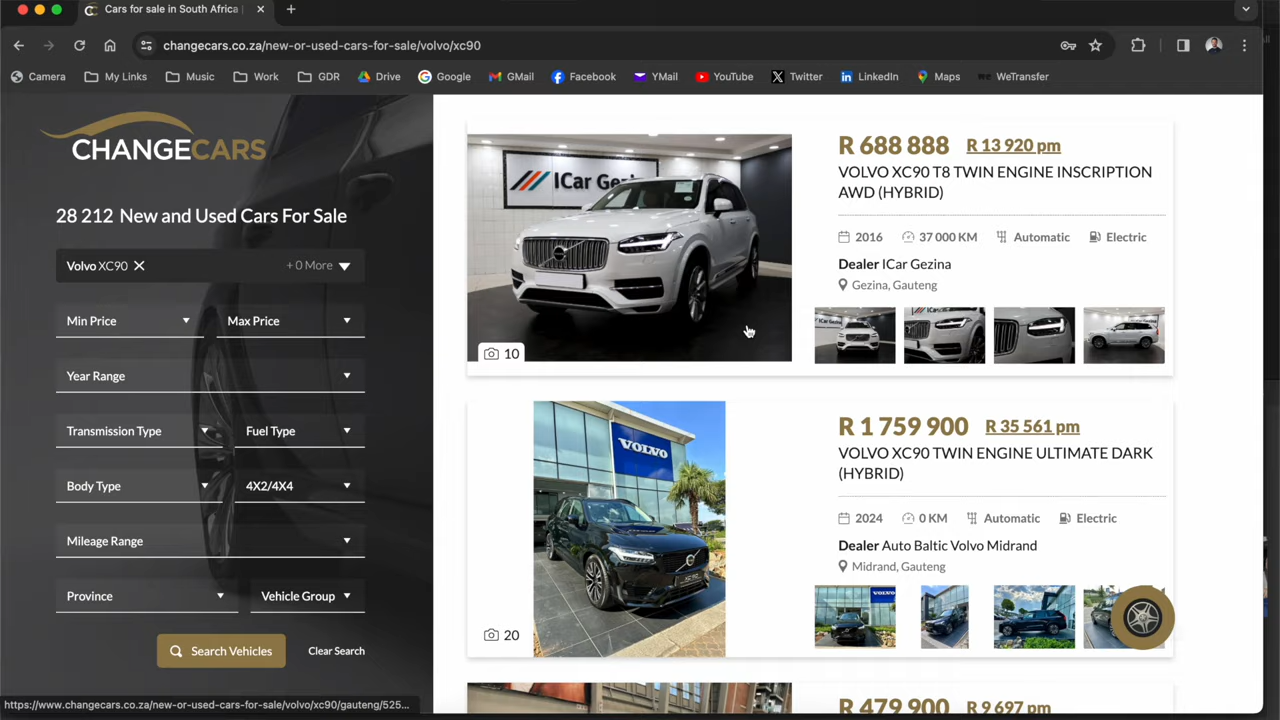 Cars for sale in South Africa |
changecars.co.za/new-or-used-cars-for-sale/volvo/xc90
Camera My Links Music Work GDR Drive Google GMail Facebook YMail YouTube Twitter LinkedIn Maps we WeTransfer
CHANGECARS
28 212 New and Used Cars For Sale
Volvo XC90 + 0 More
Min Price Max Price
Year Range
Transmission Type Fuel Type
Body Type 4X2/4X4
Mileage Range
Province Vehicle Group
Search Vehicles Clear Search
ICar Gezina
10
R 688 888 R 13 920 pm
VOLVO XC90 T8 TWIN ENGINE INSCRIPTION
AWD (HYBRID)
2016 37 000 KM Automatic Electric
Dealer ICar Gezina
Gezina, Gauteng
VOLVO
20
R 1 759 900 R 35 561 pm
VOLVO XC90 TWIN ENGINE ULTIMATE DARK
(HYBRID)
2024 0 KM Automatic Electric
Dealer Auto Baltic Volvo Midrand
Midrand, Gauteng
VOLVO
R 479 900 R 9 697 pm
https://www.changecars.co.za/new-or-used-cars-for-sale/volvo/xc90/gauteng/525...